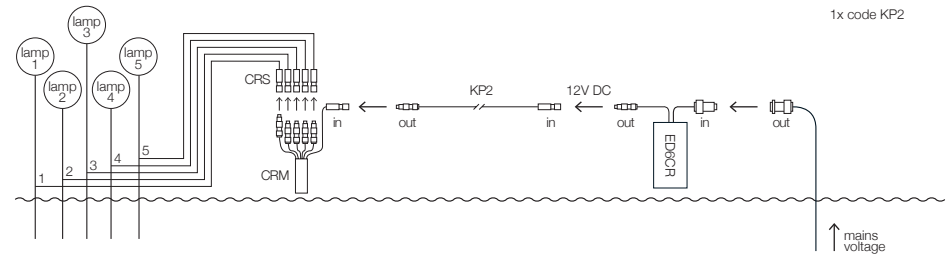 1x code KP2
lamp
3
lamp
1
lamp
5
lamp
2
lamp
4
CRS
KP2
12V DC
in
out
in
out
in
out
ED6CR
5
4
3
2
1
CRM
mains
voltage